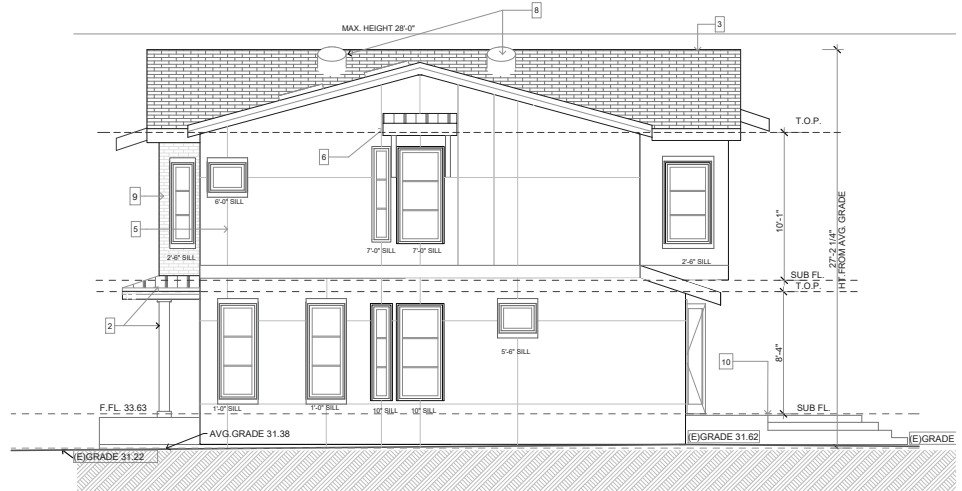 8
MAX. HEIGHT 28'-0"
3
T.O.P.
6
9
6'-0" SILL
5
7'-0" SILL
7'-0" SILL
2'-6" SILL
2'-6" SILL
10'-1"
27'-2 1/4"
HT.FROM AVG. GRADE
SUB FL.
T.O.P.
2
5'-6" SILL
8'-4"
10
1'-0" SILL
1'-0" SILL
10" SILL
10" SILL
F.FL. 33.63
SUB FL.
AVG.GRADE 31.38
(E)GRADE 31.62
(E)GRADE
(E)GRADE 31.22